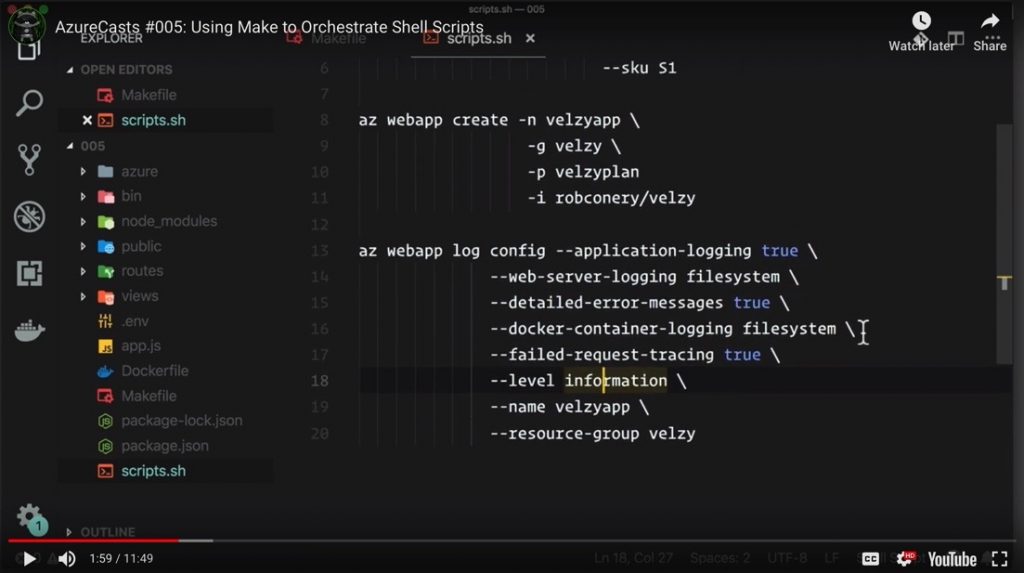 scripts.sh — 005
AzureCasts #005: Using Make to Orchestrate Shell Scripts
Watch later
Share
EXPLORER
Makefile
scripts.sh ×
OPEN EDITORS
Makefile
× scripts.sh
005
azure
bin
node_modules
public
routes
views
.env
app.js
Dockerfile
Makefile
package-lock.json
package.json
scripts.sh
OUTLINE
6 --sku S1
7
8 az webapp create -n velzyapp \
9 -g velzy \
10 -p velzyplan
11 -i robconery/velzy
12
13 az webapp log config --application-logging true \
14 --web-server-logging filesystem \
15 --detailed-error-messages true \
16 --docker-container-logging filesystem \
17 --failed-request-tracing true \
18 --level information \
19 --name velzyapp \
20 --resource-group velzy
1
1:59 / 11:49
Ln 18, Col 27 Spaces: 2 UTF-8 LF
CC
HD
YouTube